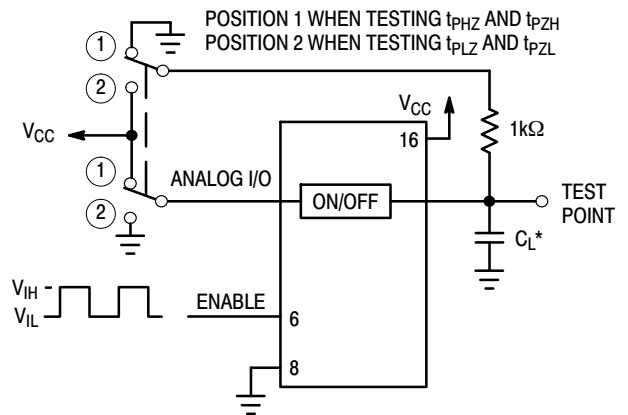 POSITION 1 WHEN TESTING tPHZ AND tPZH
POSITION 2 WHEN TESTING tPLZ AND tPZL
1
2
VCC
VCC
16
1kΩ
1
2
ANALOG I/O
ON/OFF
TEST
POINT
CL*
VIH
VIL
ENABLE
6
8